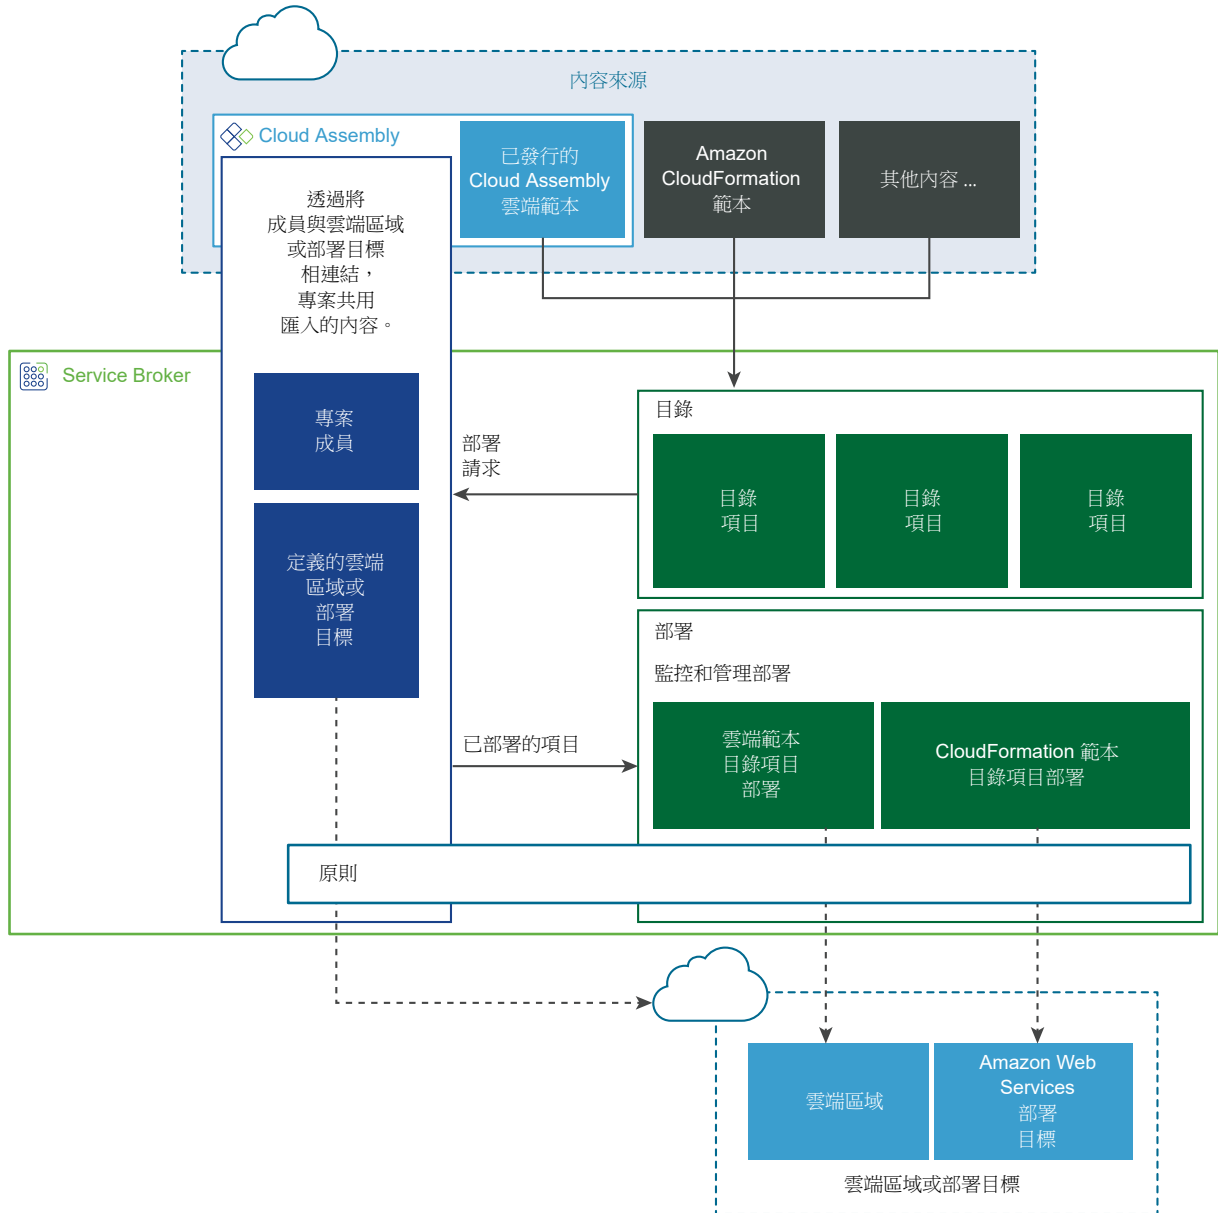 內容來源
Cloud Assembly
已發行的
Cloud Assembly
雲端範本
Amazon
CloudFormation
範本
其他內容 ...
透過將
成員與雲端區域
或部署目標
相連結，
專案共用
匯入的內容。
Service Broker
專案
成員
定義的雲端
區域或
部署
目標
部署
請求
目錄
目錄
項目
目錄
項目
目錄
項目
部署
監控和管理部署
已部署的項目
雲端範本
目錄項目
部署
CloudFormation 範本
目錄項目部署
原則
雲端區域
Amazon Web
Services
部署
目標
雲端區域或部署目標